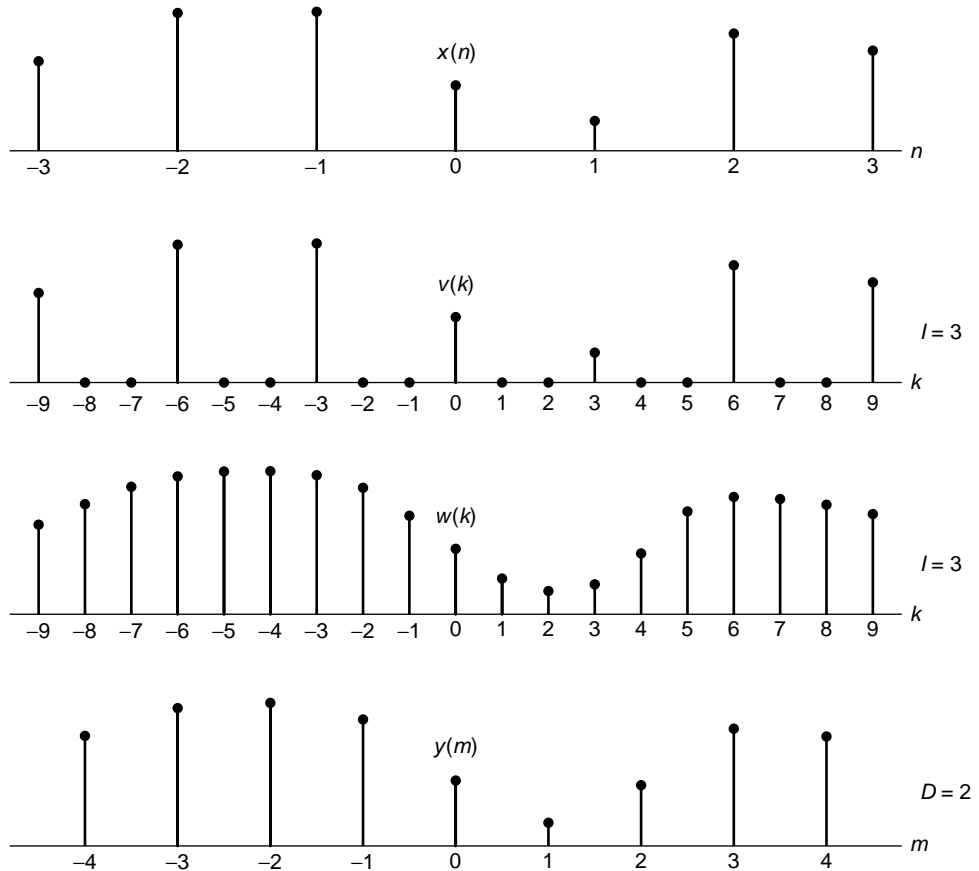 x(n)
–3 –2 –1 0 1 2 3 n
v(k)
I = 3
–9 –8 –7 –6 –5 –4 –3 –2 –1 0 1 2 3 4 5 6 7 8 9 k
w(k)
I = 3
–9 –8 –7 –6 –5 –4 –3 –2 –1 0 1 2 3 4 5 6 7 8 9 k
y(m)
D = 2
–4 –3 –2 –1 0 1 2 3 4 m